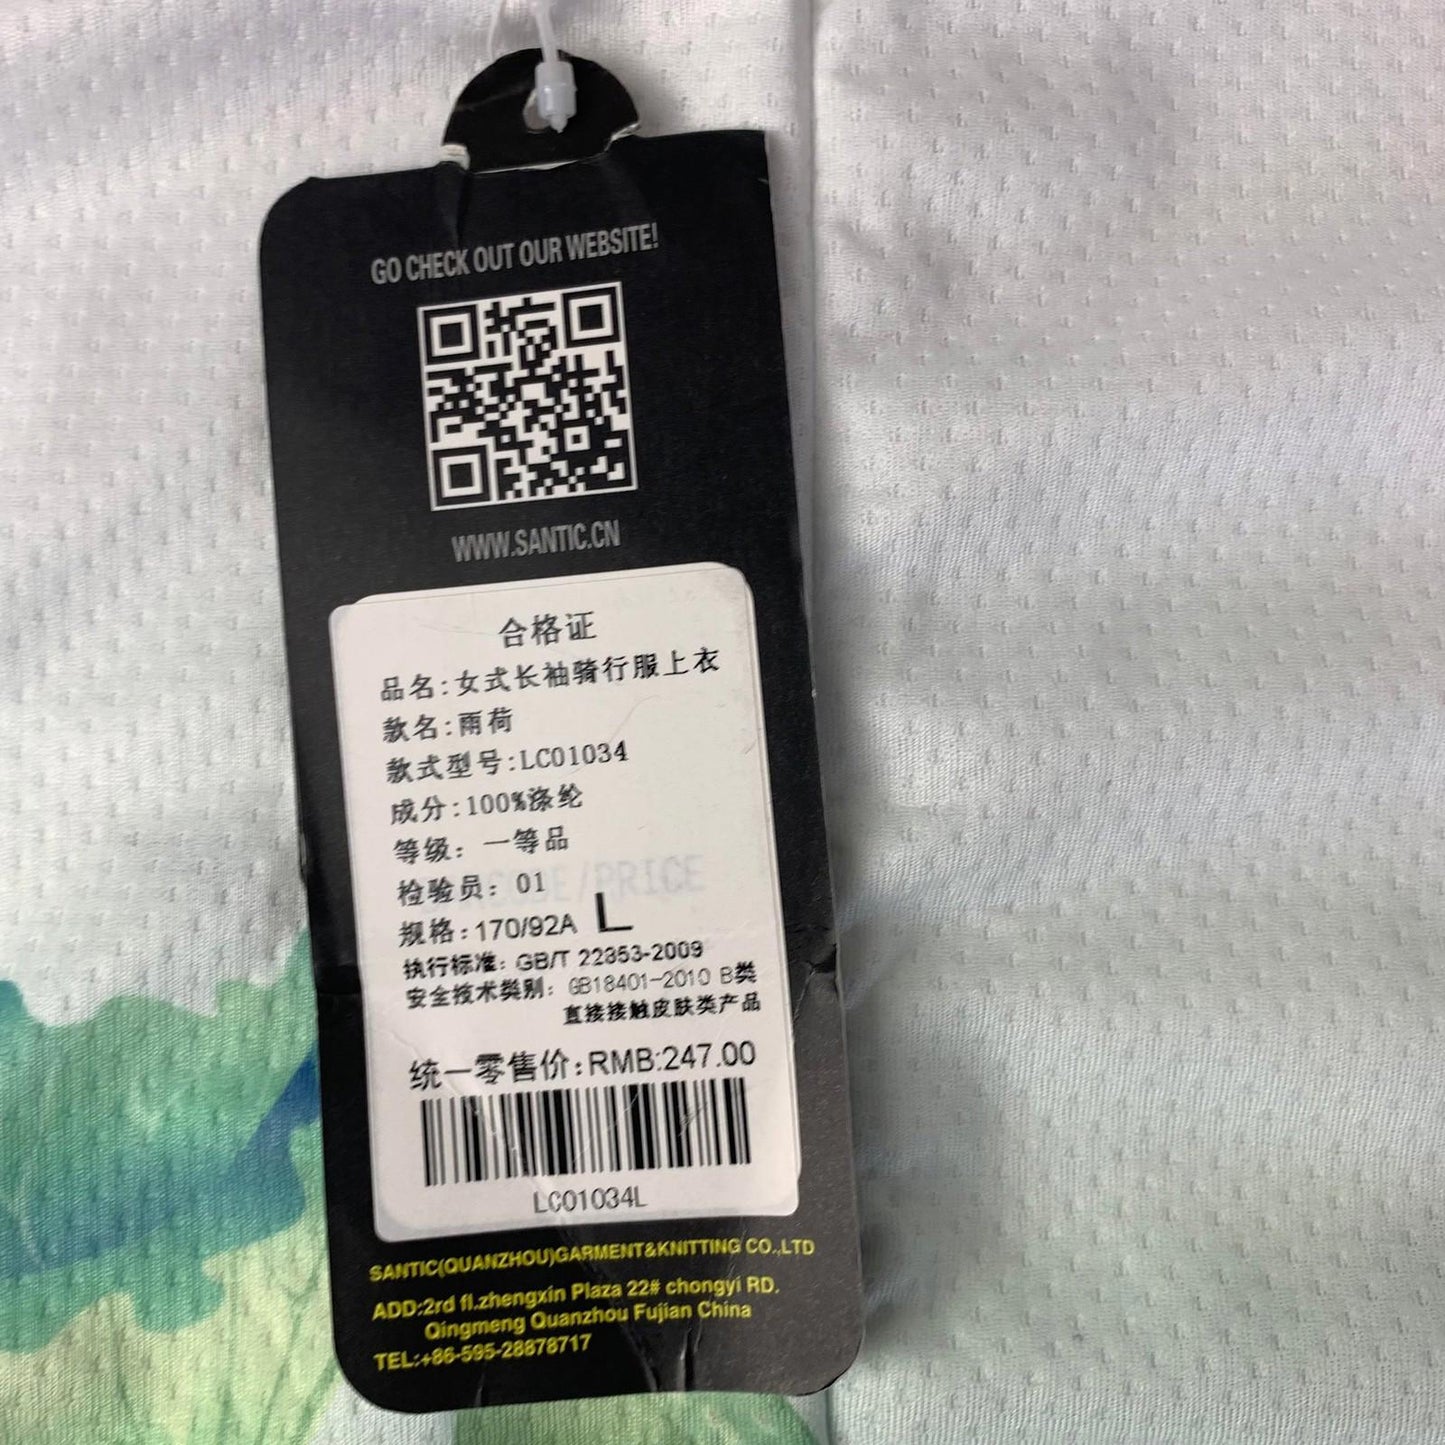 GO CHECK OUT OUR WEBSITE!
WWW.SANTIC.CN
合格证
品名:女式长袖骑行服上衣
款名:雨荷
款式型号:LC01034
成分:100%涤纶
等级: 一等品
检验员: 01
CODE/PRICE
规格:170/92A L
执行标准: GB/T 22853-2009
安全技术类别: GB18401-2010 B类
直接接触皮肤类产品
统一零售价:RMB:247.00
LC01034L
SANTIC(QUANZHOU)GARMENT&KNITTING CO.,LTD
ADD:2rd fl.zhengxin Plaza 22# chongyi RD.
Qingmeng Quanzhou Fujian China
TEL:+86-595-28878717